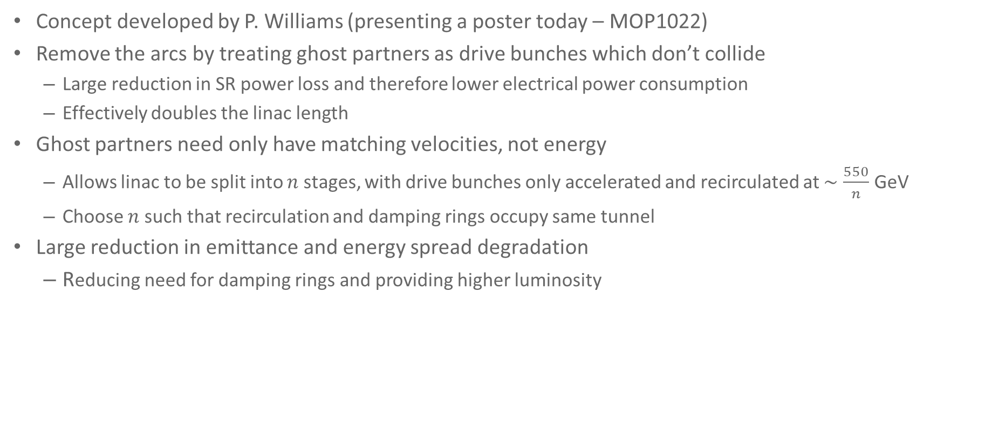 • Concept developed by P. Williams (presenting a poster today – MOP1022)
• Remove the arcs by treating ghost partners as drive bunches which don’t collide
– Large reduction in SR power loss and therefore lower electrical power consumption
– Effectively doubles the linac length
• Ghost partners need only have matching velocities, not energy
– Allows linac to be split into n stages, with drive bunches only accelerated and recirculated at ~ 550/n GeV
– Choose n such that recirculation and damping rings occupy same tunnel
• Large reduction in emittance and energy spread degradation
– Reducing need for damping rings and providing higher luminosity